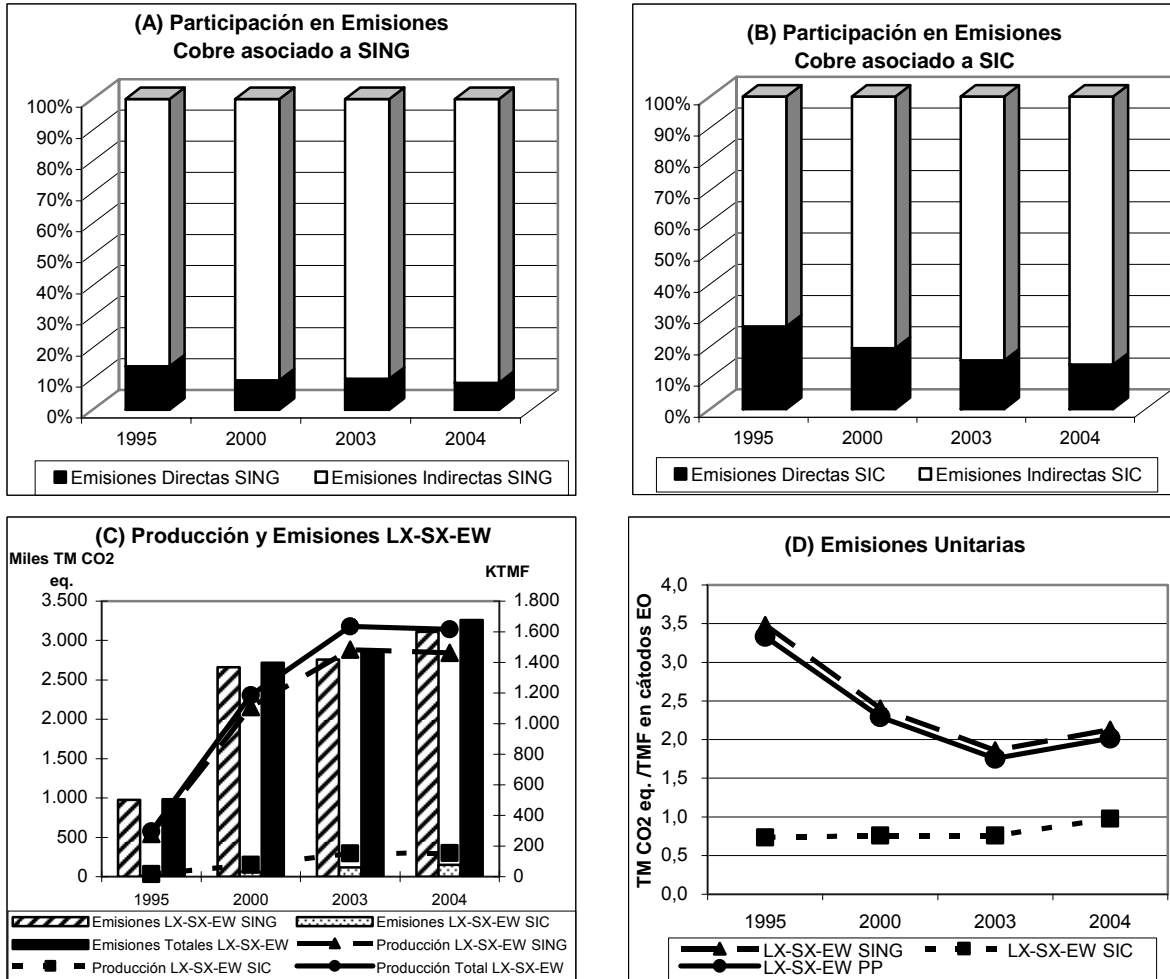 (A) Participación en Emisiones
Cobre asociado a SING
100%
90%
80%
70%
60%
50%
40%
30%
20%
10%
0%
1995 2000 2003 2004
Emisiones Directas SING Emisiones Indirectas SING
(B) Participación en Emisiones
Cobre asociado a SIC
100%
90%
80%
70%
60%
50%
40%
30%
20%
10%
0%
1995 2000 2003 2004
Emisiones Directas SIC Emisiones Indirectas SIC
(C) Producción y Emisiones LX-SX-EW
Miles TM CO2
eq.
KTMF
3.500
3.000
2.500
2.000
1.500
1.000
500
0
1.800
1.600
1.400
1.200
1.000
800
600
400
200
0
1995 2000 2003 2004
Emisiones LX-SX-EW SING Emisiones LX-SX-EW SIC
Emisiones Totales LX-SX-EW Producción LX-SX-EW SING
Producción LX-SX-EW SIC Producción Total LX-SX-EW
(D) Emisiones Unitarias
TM CO2 eq. /TMF en cátodos EO
4,0
3,5
3,0
2,5
2,0
1,5
1,0
0,5
0,0
1995 2000 2003 2004
LX-SX-EW SING LX-SX-EW SIC
LX-SX-EW PP